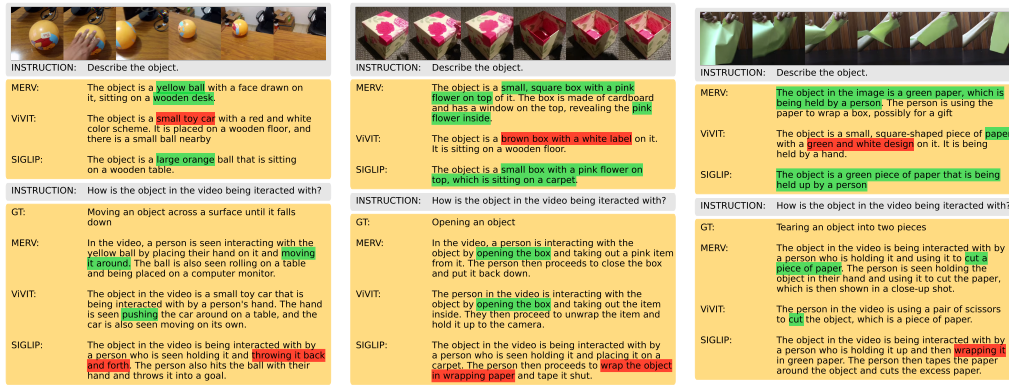 INSTRUCTION: Describe the object.
MERV: The object is a yellow ball with a face drawn on
it, sitting on a wooden desk.
ViViT: The object is a small toy car with a red and white
color scheme. It is placed on a wooden floor, and
there is a small ball nearby
SIGLIP: The object is a large orange ball that is sitting
on a wooden table.
INSTRUCTION: How is the object in the video being iteracted with?
GT: Moving an object across a surface until it falls
down
MERV: In the video, a person is seen interacting with the
yellow ball by placing their hand on it and moving
it around. The ball is also seen rolling on a table
and being placed on a computer monitor.
ViViT: The object in the video is a small toy car that is
being interacted with by a person's hand. The hand
is seen pushing the car around on a table, and the
car is also seen moving on its own.
SIGLIP: The object in the video is being interacted with by
a person who is seen holding it and throwing it back
and forth. The person also hits the ball with their
hand and throws it into a goal.
INSTRUCTION: Describe the object.
MERV: The object is a small, square box with a pink
flower on top of it. The box is made of cardboard
and has a window on the top, revealing the pink
flower inside.
ViViT: The object is a brown box with a white label on it.
It is sitting on a wooden floor.
SIGLIP: The object is a small box with a pink flower on
top, which is sitting on a carpet.
INSTRUCTION: How is the object in the video being iteracted with?
GT: Opening an object
MERV: In the video, a person is interacting with the
object by opening the box and taking out a pink item
from it. The person then proceeds to close the box
and put it back down.
ViViT: The person in the video is interacting with the
object by opening the box and taking out the item
inside. They then proceed to unwrap the item and
hold it up to the camera.
SIGLIP: The object in the video is being interacted with by
a person who is seen holding it and placing it on a
carpet. The person then proceeds to wrap the object
in wrapping paper and tape it shut.
INSTRUCTION: Describe the object.
MERV: The object in the image is a green paper, which is
being held by a person. The person is using the
paper to wrap a box, possibly for a gift
ViViT: The object is a small, square-shaped piece of paper
with a green and white design on it. It is being
held by a hand.
SIGLIP: The object is a green piece of paper that is being
held up by a person
INSTRUCTION: How is the object in the video being iteracted with?
GT: Tearing an object into two pieces
MERV: The object in the video is being interacted with by
a person who is holding it and using it to cut a
piece of paper. The person is seen holding the
object in their hand and using it to cut the paper,
which is then shown in a close-up shot.
ViViT: The person in the video is using a pair of scissors
to cut the object, which is a piece of paper.
SIGLIP: The object in the video is being interacted with by
a person who is holding it up and then wrapping it
in green paper. The person then tapes the paper
around the object and cuts the excess paper.